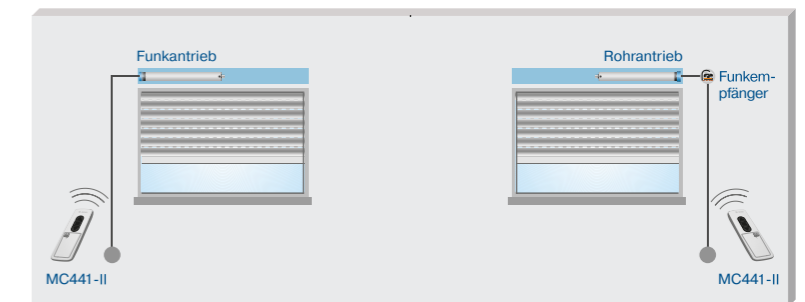 Funkantrieb
Rohrantrieb
Funkem-
pfänger
MC441-II
MC441-II